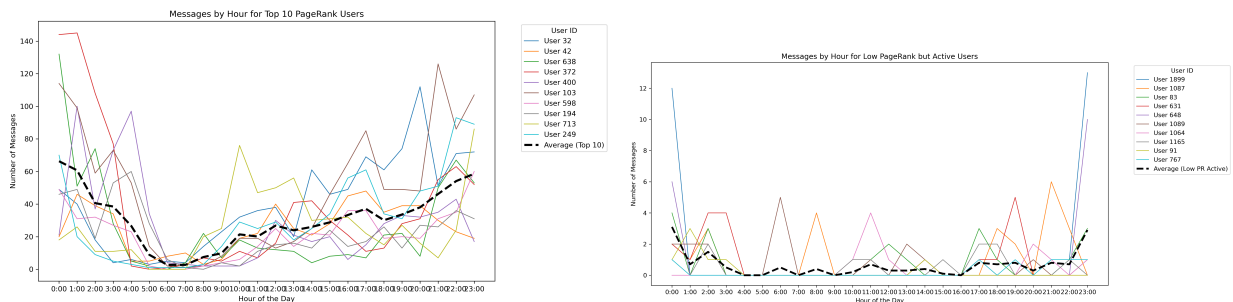 Messages by Hour for Top 10 PageRank Users
Number of Messages
140
120
100
80
60
40
20
0
0:00 1:00 2:00 3:00 4:00 5:00 6:00 7:00 8:00 9:00 10:00 11:00 12:00 13:00 14:00 15:00 16:00 17:00 18:00 19:00 20:00 21:00 22:00 23:00
Hour of the Day
User ID
User 32
User 42
User 638
User 372
User 400
User 103
User 598
User 194
User 713
User 249
Average (Top 10)
Messages by Hour for Low PageRank but Active Users
Number of Messages
12
10
8
6
4
2
0
0:00 1:00 2:00 3:00 4:00 5:00 6:00 7:00 8:00 9:00 10:00 11:00 12:00 13:00 14:00 15:00 16:00 17:00 18:00 19:00 20:00 21:00 22:00 23:00
Hour of the Day
User ID
User 1899
User 1087
User 83
User 631
User 648
User 1089
User 1064
User 1165
User 91
User 767
Average (Low PR Active)